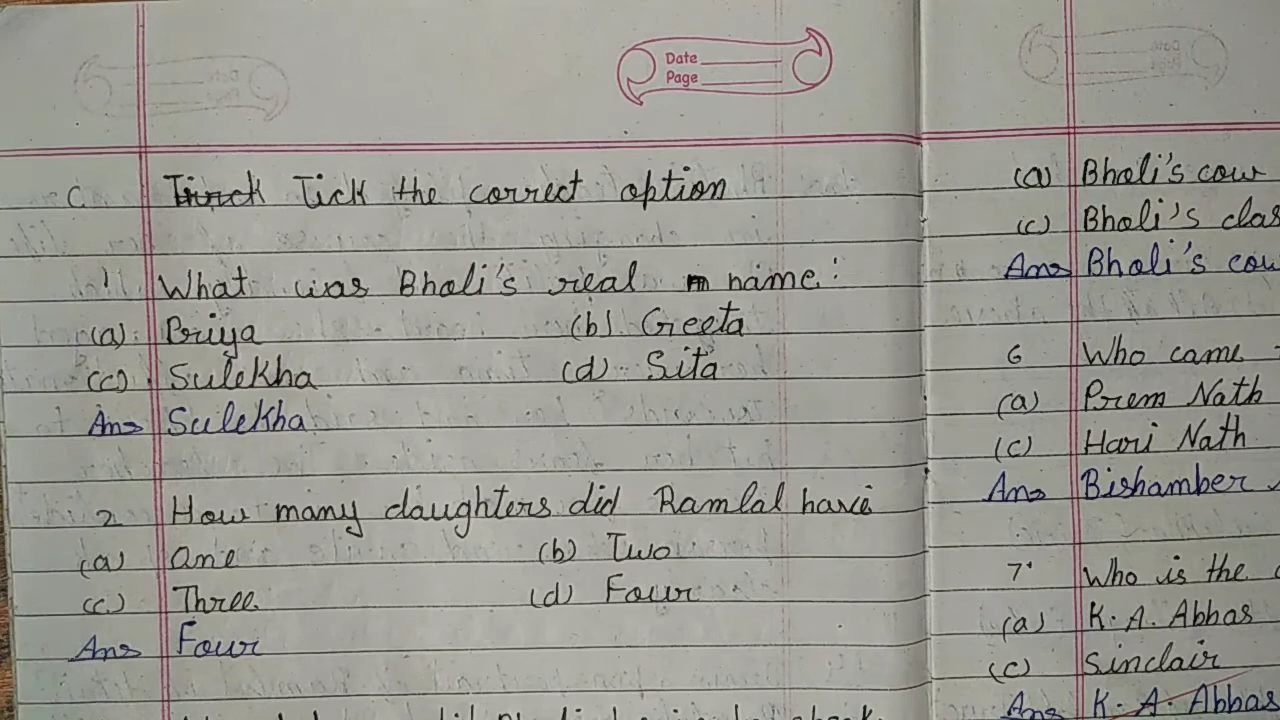 Date
Page
C. Tick the correct option
1 What was Bholi's real name:
(a) Priya (b) Greeta
(c) Sulekha (d) Sita
Ans Sulekha
2 How many daughters did Ramlal have
(a) One (b) Two
(c) Three (d) Four
Ans Four
(a) Bholi's cow
(c) Bholi's clas
Ans Bholi's cow
6 Who came
(a) Prem Nath
(c) Hari Nath
Ans Bishamber
7 Who is the
(a) K. A. Abbas
(c) Sinclair
Ans K. A. Abbas